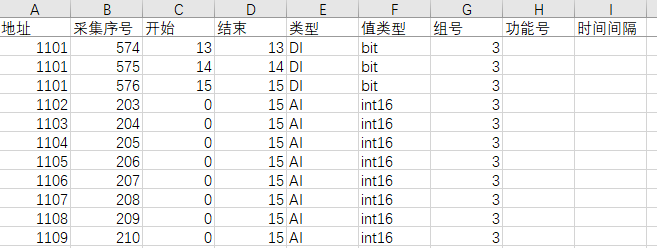 A B C D E F G H I
地址 采集序号 开始 结束 类型 值类型 组号 功能号 时间间隔
1101 574 13 13 DI bit 3
1101 575 14 14 DI bit 3
1101 576 15 15 DI bit 3
1102 203 0 15 AI int16 3
1103 204 0 15 AI int16 3
1104 205 0 15 AI int16 3
1105 206 0 15 AI int16 3
1106 207 0 15 AI int16 3
1107 208 0 15 AI int16 3
1108 209 0 15 AI int16 3
1109 210 0 15 AI int16 3